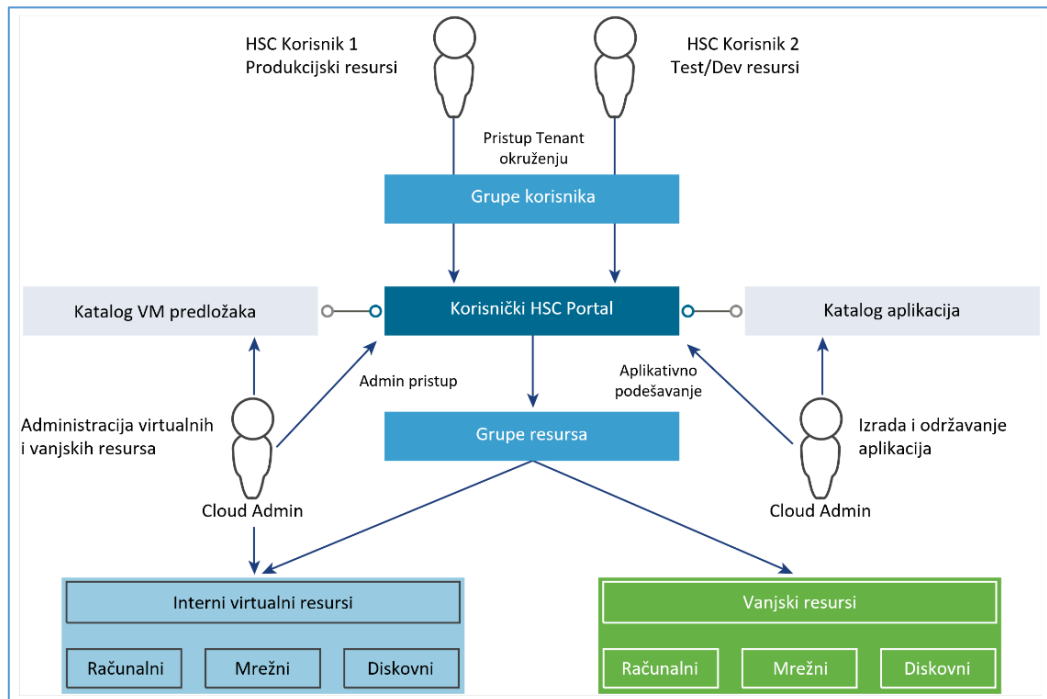 HSC Korisnik 1
Produkcijski resursi
HSC Korisnik 2
Test/Dev resursi
Pristup Tenant
okruženju
Grupe korisnika
Katalog VM predložaka
Korisnički HSC Portal
Katalog aplikacija
Admin pristup
Aplikativno
podešavanje
Administracija virtualnih
i vanjskih resursa
Grupe resursa
Izrada i održavanje
aplikacija
Cloud Admin
Cloud Admin
Interni virtualni resursi
Računalni
Mrežni
Diskovni
Vanjski resursi
Računalni
Mrežni
Diskovni